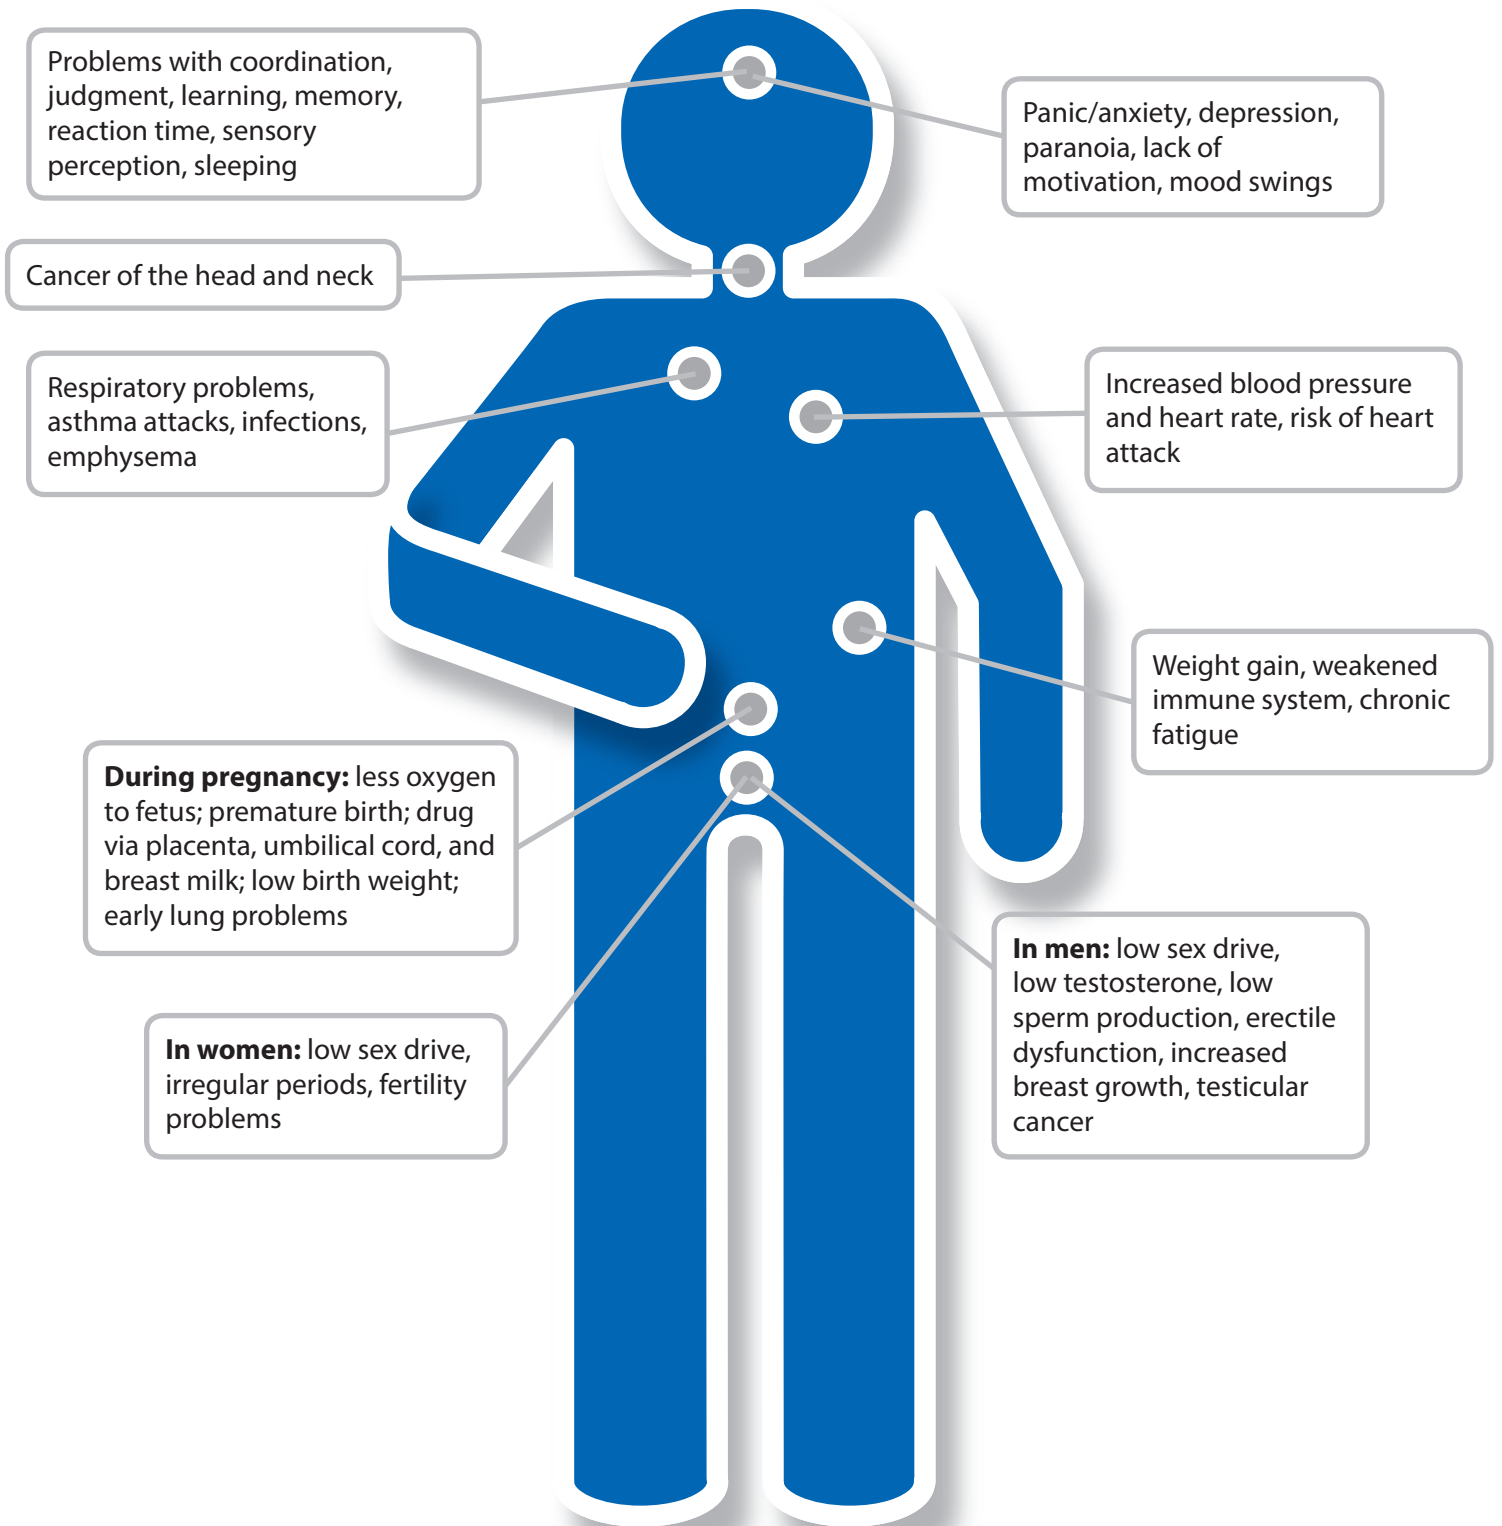 Problems with coordination,
judgment, learning, memory,
reaction time, sensory
perception, sleeping
Panic/anxiety, depression,
paranoia, lack of
motivation, mood swings
Cancer of the head and neck
Respiratory problems,
asthma attacks, infections,
emphysema
Increased blood pressure
and heart rate, risk of heart
attack
Weight gain, weakened
immune system, chronic
fatigue
During pregnancy: less oxygen
to fetus; premature birth; drug
via placenta, umbilical cord, and
breast milk; low birth weight;
early lung problems
In men: low sex drive,
low testosterone, low
sperm production, erectile
dysfunction, increased
breast growth, testicular
cancer
In women: low sex drive,
irregular periods, fertility
problems